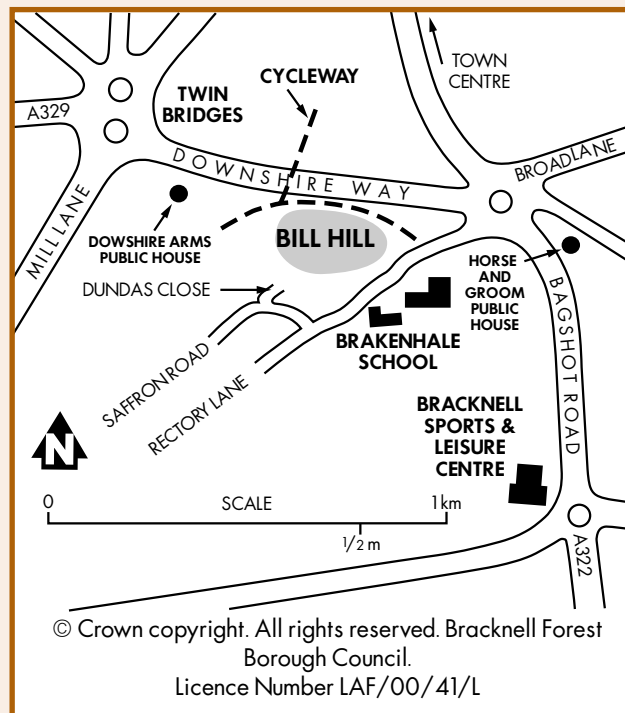 TOWN
CENTRE
CYCLEWAY
A329
TWIN
BRIDGES
BROADLANE
DOWNSHIRE WAY
MILL LANE
DOWSHIRE ARMS
PUBLIC HOUSE
BILL HILL
HORSE
AND
GROOM
PUBLIC
HOUSE
DUNDAS CLOSE
BAGSHOT ROAD
BRAKENHALE
SCHOOL
SAFFRON ROAD
RECTORY LANE
BRACKNELL
SPORTS &
LEISURE
CENTRE
N
0 SCALE 1km
1/2 m
A322
© Crown copyright. All rights reserved. Bracknell Forest
Borough Council.
Licence Number LAF/00/41/L